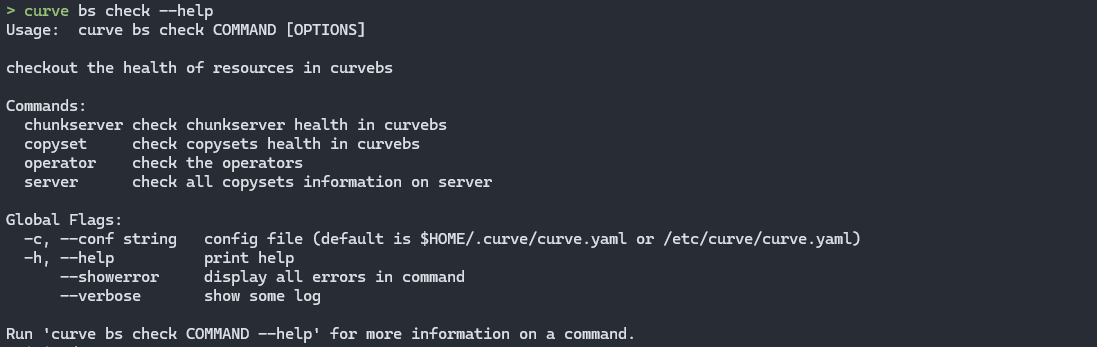 > curve bs check --help
Usage:  curve bs check COMMAND [OPTIONS]
checkout the health of resources in curvebs
Commands:
  chunkserver check chunkserver health in curvebs
  copyset     check copysets health in curvebs
  operator    check the operators
  server      check all copysets information on server
Global Flags:
  -c, --conf string   config file (default is $HOME/.curve/curve.yaml or /etc/curve/curve.yaml)
  -h, --help          print help
      --showerror     display all errors in command
      --verbose       show some log
Run 'curve bs check COMMAND --help' for more information on a command.